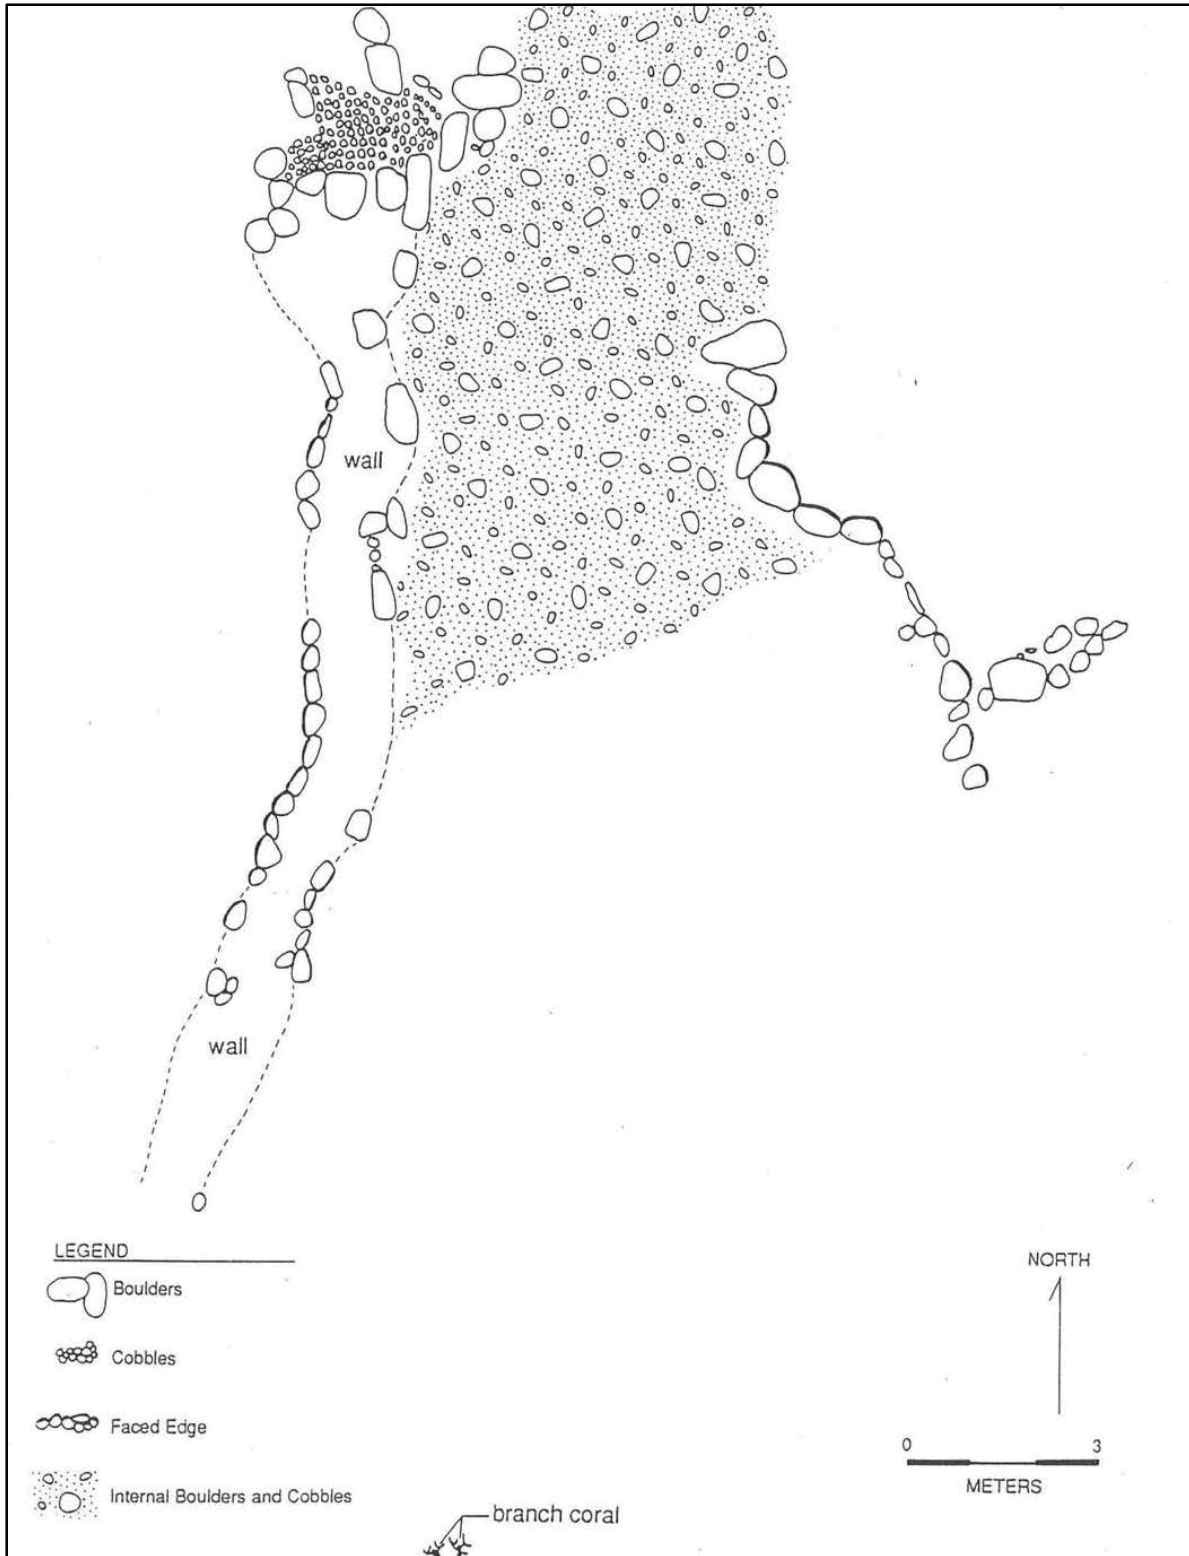 wall
wall
LEGEND
Boulders
Cobbles
Faced Edge
Internal Boulders and Cobbles
NORTH
0 3
METERS
branch coral